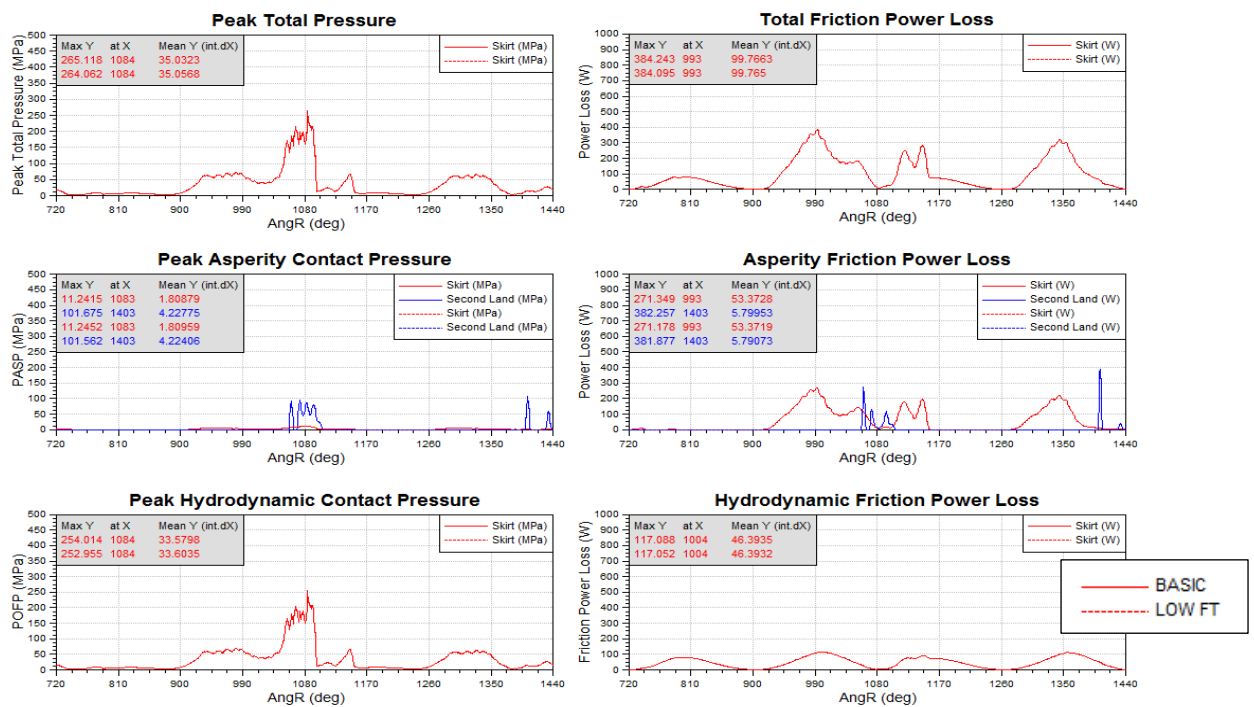 Peak Total Pressure
Max Y at X Mean Y (int.dX)
265.118 1084 35.0323
264.062 1084 35.0568
Skirt (MPa)
Skirt (MPa)
Peak Total Pressure (MPa)
500
450
400
350
300
250
200
150
100
50
0
720 810 900 990 1080 1170 1260 1350 1440
AngR (deg)
Total Friction Power Loss
Max Y at X Mean Y (int.dX)
384.243 993 99.7663
384.095 993 99.765
Skirt (W)
Skirt (W)
Power Loss (W)
1000
900
800
700
600
500
400
300
200
100
0
720 810 900 990 1080 1170 1260 1350 1440
AngR (deg)
Peak Asperity Contact Pressure
Max Y at X Mean Y (int.dX)
11.2415 1083 1.80879
101.675 1403 4.22775
11.2452 1083 1.80959
101.562 1403 4.22406
Skirt (MPa)
Second Land (MPa)
Skirt (MPa)
Second Land (MPa)
PASP (MPa)
500
450
400
350
300
250
200
150
100
50
0
720 810 900 990 1080 1170 1260 1350 1440
AngR (deg)
Asperity Friction Power Loss
Max Y at X Mean Y (int.dX)
271.349 993 53.3728
382.257 1403 5.79953
271.178 993 53.3719
381.877 1403 5.79073
Skirt (W)
Second Land (W)
Skirt (W)
Second Land (W)
Power Loss (W)
1000
900
800
700
600
500
400
300
200
100
0
720 810 900 990 1080 1170 1260 1350 1440
AngR (deg)
Peak Hydrodynamic Contact Pressure
Max Y at X Mean Y (int.dX)
254.014 1084 33.5798
252.955 1084 33.6035
Skirt (MPa)
Skirt (MPa)
POFP (MPa)
500
450
400
350
300
250
200
150
100
50
0
720 810 900 990 1080 1170 1260 1350 1440
AngR (deg)
Hydrodynamic Friction Power Loss
Max Y at X Mean Y (int.dX)
117.088 1004 46.3935
117.052 1004 46.3932
Skirt (W)
Skirt (W)
Friction Power Loss (W)
1000
900
800
700
600
500
400
300
200
100
0
720 810 900 990 1080 1170 1260 1350 1440
AngR (deg)
BASIC
LOW FT